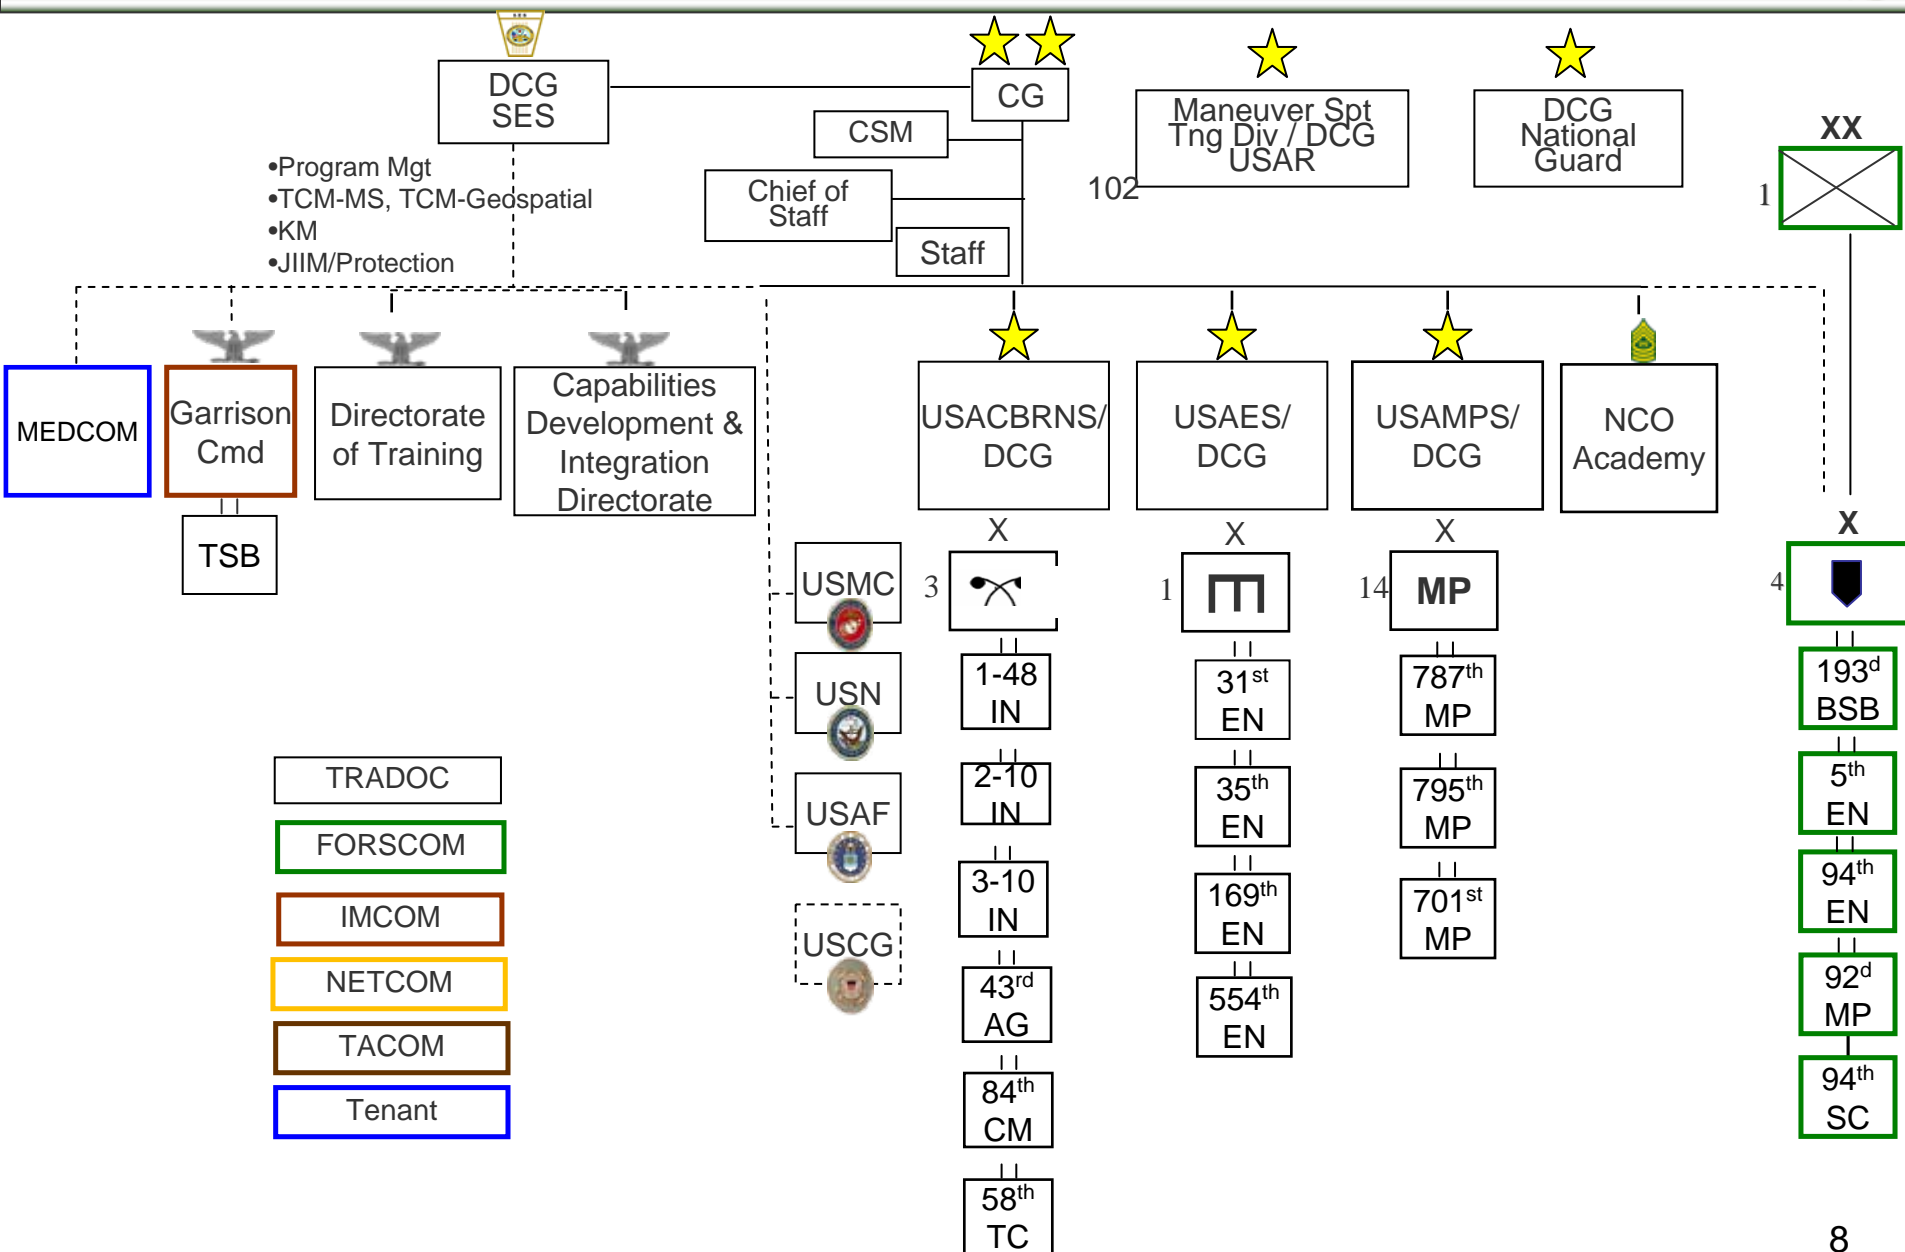 DCG
SES
CG
CSM
Chief of
Staff
Staff
Maneuver Spt
Tng Div / DCG
USAR
102
DCG
National
Guard
XX
1
•Program Mgt
•TCM-MS, TCM-Geospatial
•KM
•JIIM/Protection
MEDCOM
Garrison
Cmd
TSB
Directorate
of Training
Capabilities
Development &
Integration
Directorate
USACBRNS/
DCG
USAES/
DCG
USAMPS/
DCG
NCO
Academy
USMC
USN
USAF
USCG
X
3
1-48
IN
2-10
IN
3-10
IN
43rd
AG
84th
CM
58th
TC
X
1
31st
EN
35th
EN
169th
EN
554th
EN
X
14
MP
787th
MP
795th
MP
701st
MP
X
4
193d
BSB
5th
EN
94th
EN
92d
MP
94th
SC
TRADOC
FORSCOM
IMCOM
NETCOM
TACOM
Tenant
8